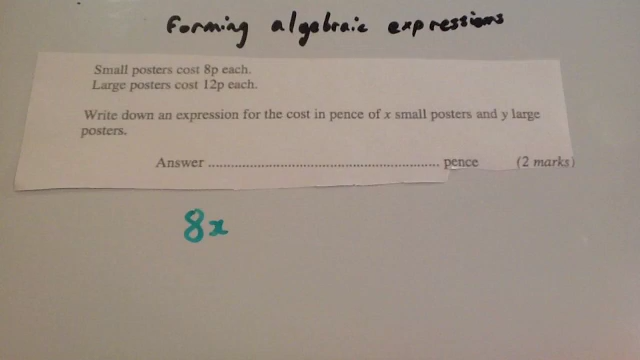 Forming algebraic expressions
Small posters cost 8p each.
Large posters cost 12p each.
Write down an expression for the cost in pence of x small posters and y large
posters.
Answer .......................................................... pence (2 marks)
8x